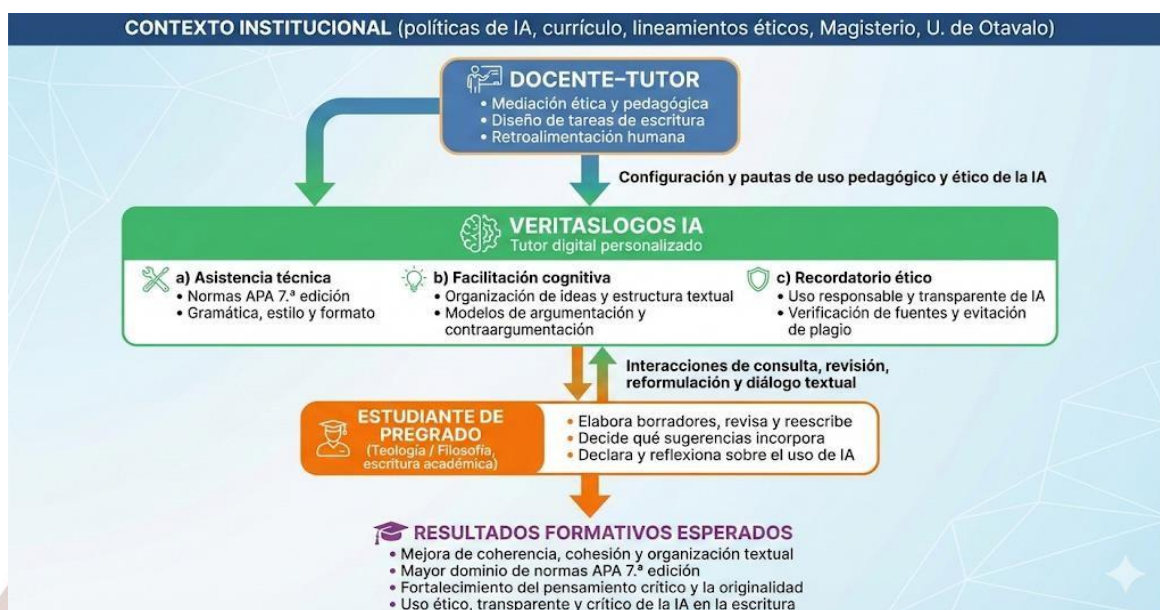 CONTEXTO INSTITUCIONAL (políticas de IA, currículo, lineamientos éticos, Magisterio, U. de Otavalo)
DOCENTE–TUTOR
• Mediación ética y pedagógica
• Diseño de tareas de escritura
• Retroalimentación humana
Configuración y pautas de uso pedagógico y ético de la IA
VERITASLOGOS IA
Tutor digital personalizado
a) Asistencia técnica
• Normas APA 7.ª edición
• Gramática, estilo y formato
b) Facilitación cognitiva
• Organización de ideas y estructura textual
• Modelos de argumentación y
contraargumentación
c) Recordatorio ético
• Uso responsable y transparente de IA
• Verificación de fuentes y evitación
de plagio
Interacciones de consulta, revisión,
reformulación y diálogo textual
ESTUDIANTE DE
PREGRADO
(Teología / Filosofía,
escritura académica)
• Elabora borradores, revisa y reescribe
• Decide qué sugerencias incorpora
• Declara y reflexiona sobre el uso de IA
RESULTADOS FORMATIVOS ESPERADOS
• Mejora de coherencia, cohesión y organización textual
• Mayor dominio de normas APA 7.ª edición
• Fortalecimiento del pensamiento crítico y la originalidad
• Uso ético, transparente y crítico de la IA en la escritura